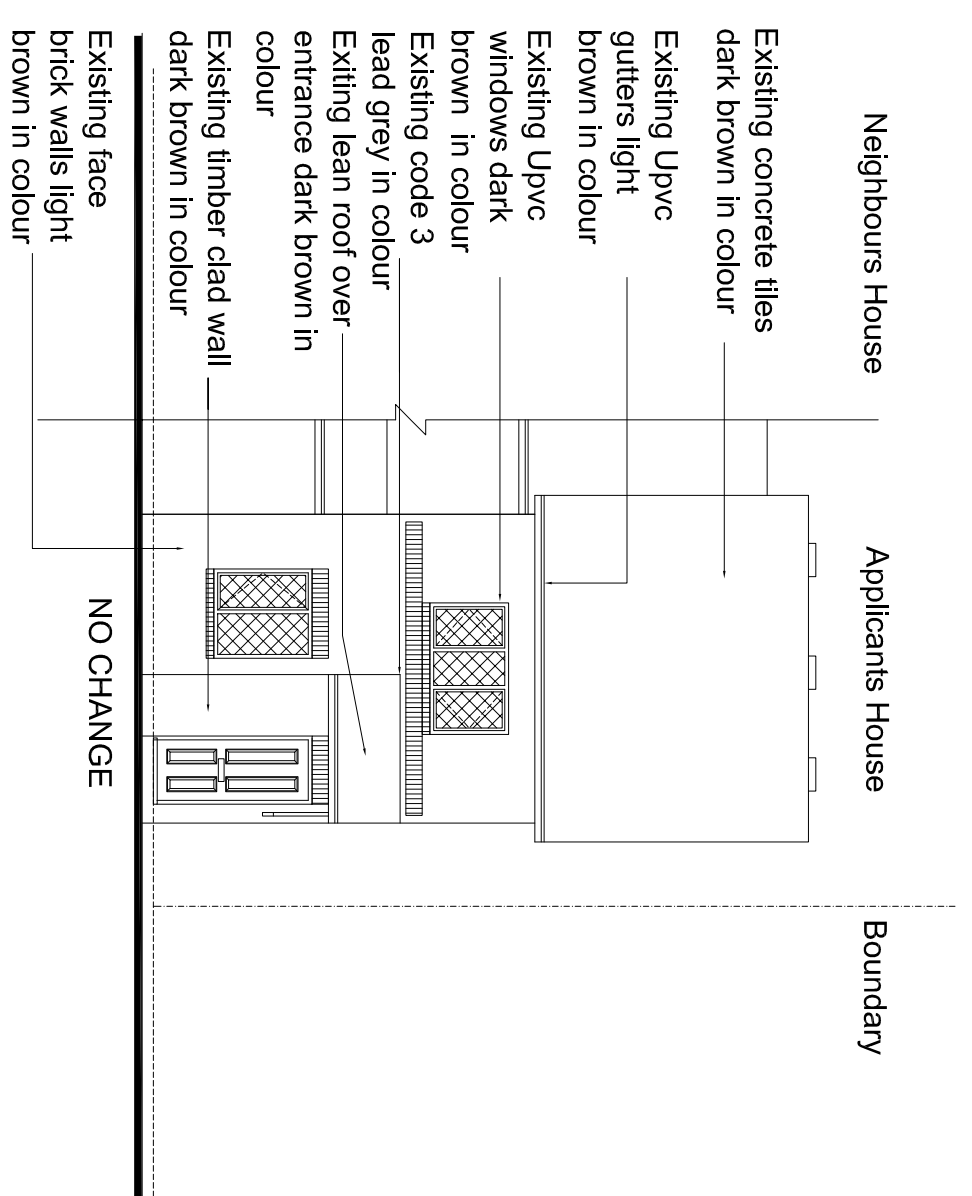 Neighbours House
Applicants House
Boundary
Existing concrete tiles
dark brown in colour
Existing Upvc
gutters light
brown in colour
Existing Upvc
windows dark
brown in colour
Existing code 3
lead grey in colour
Exiting lean roof over
entrance dark brown in
colour
Existing timber clad wall
dark brown in colour
Existing face
brick walls light
brown in colour
NO CHANGE